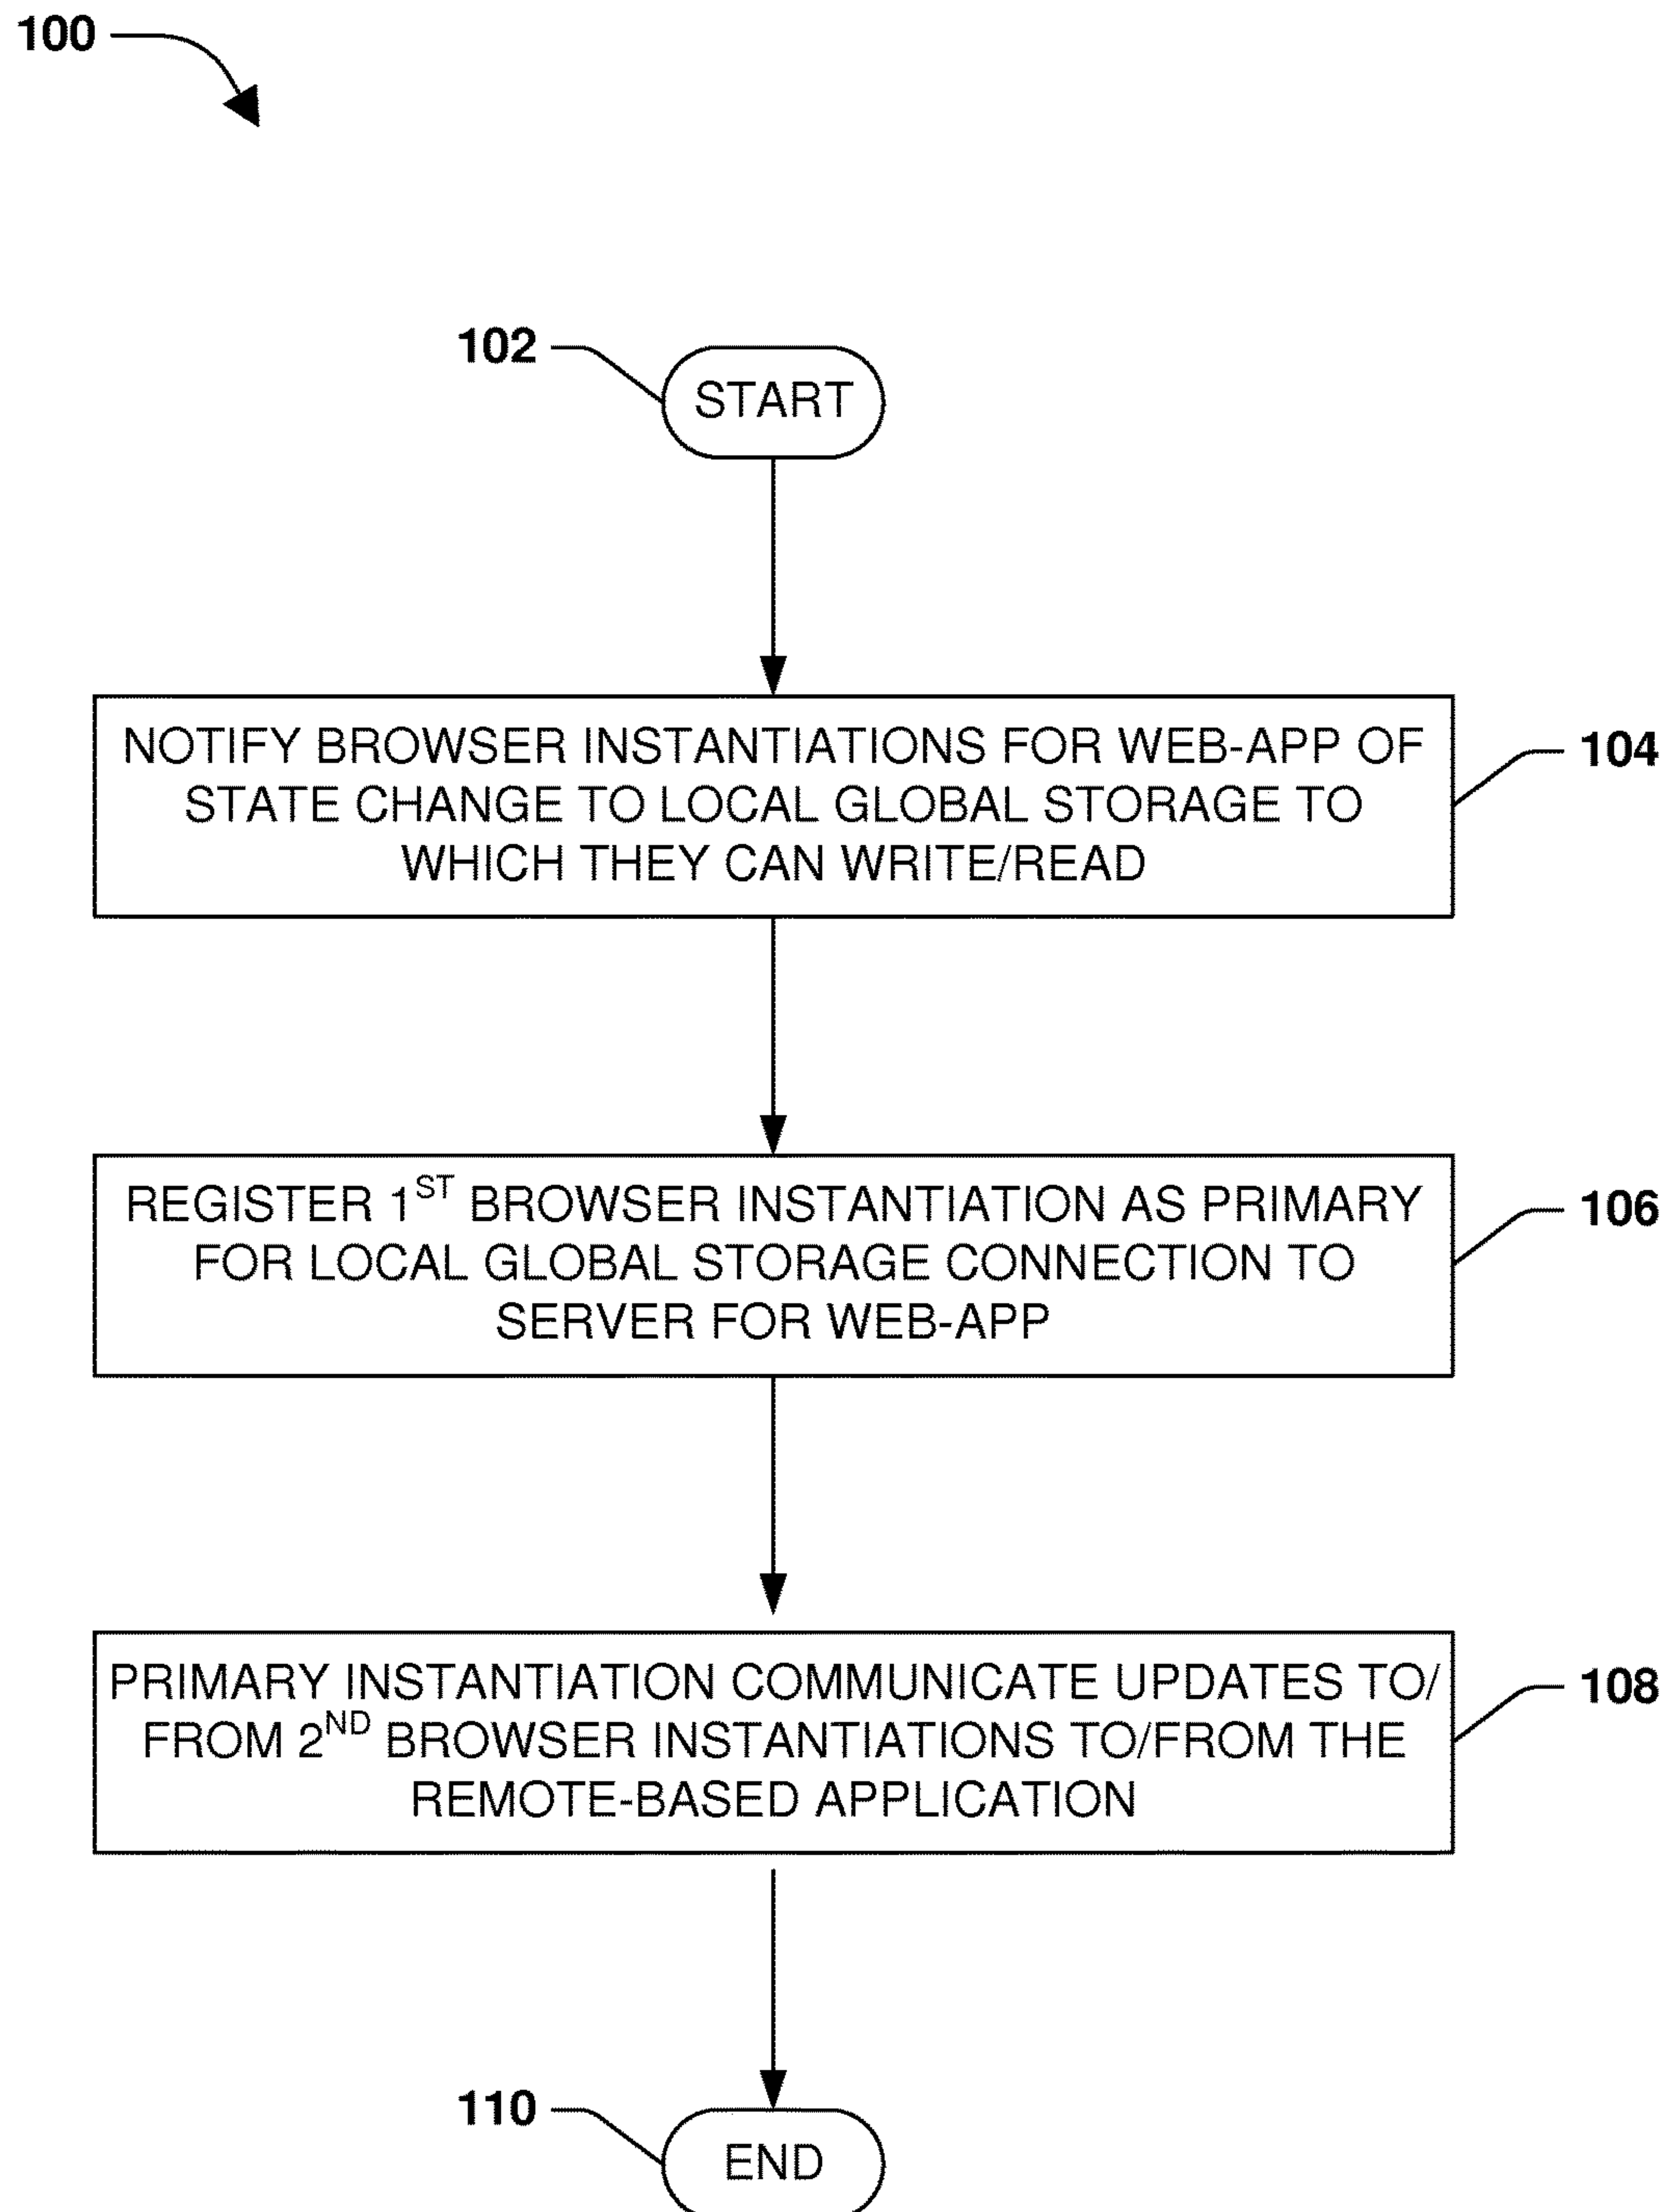 100
102
START
NOTIFY BROWSER INSTANTIATIONS FOR WEB-APP OF
STATE CHANGE TO LOCAL GLOBAL STORAGE TO
WHICH THEY CAN WRITE/READ
104
REGISTER 1ST BROWSER INSTANTIATION AS PRIMARY
FOR LOCAL GLOBAL STORAGE CONNECTION TO
SERVER FOR WEB-APP
106
PRIMARY INSTANTIATION COMMUNICATE UPDATES TO/
FROM 2ND BROWSER INSTANTIATIONS TO/FROM THE
REMOTE-BASED APPLICATION
108
110
END